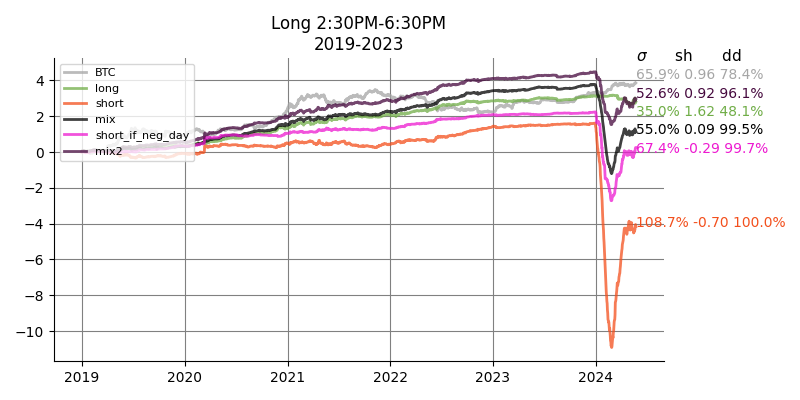 Long 2:30PM-6:30PM
2019-2023
σ sh dd
65.9% 0.96 78.4%
52.6% 0.92 96.1%
35.0% 1.62 48.1%
55.0% 0.09 99.5%
67.4% -0.29 99.7%
108.7% -0.70 100.0%
BTC
long
short
mix
short_if_neg_day
mix2
4
2
0
−2
−4
−6
−8
−10
2019 2020 2021 2022 2023 2024